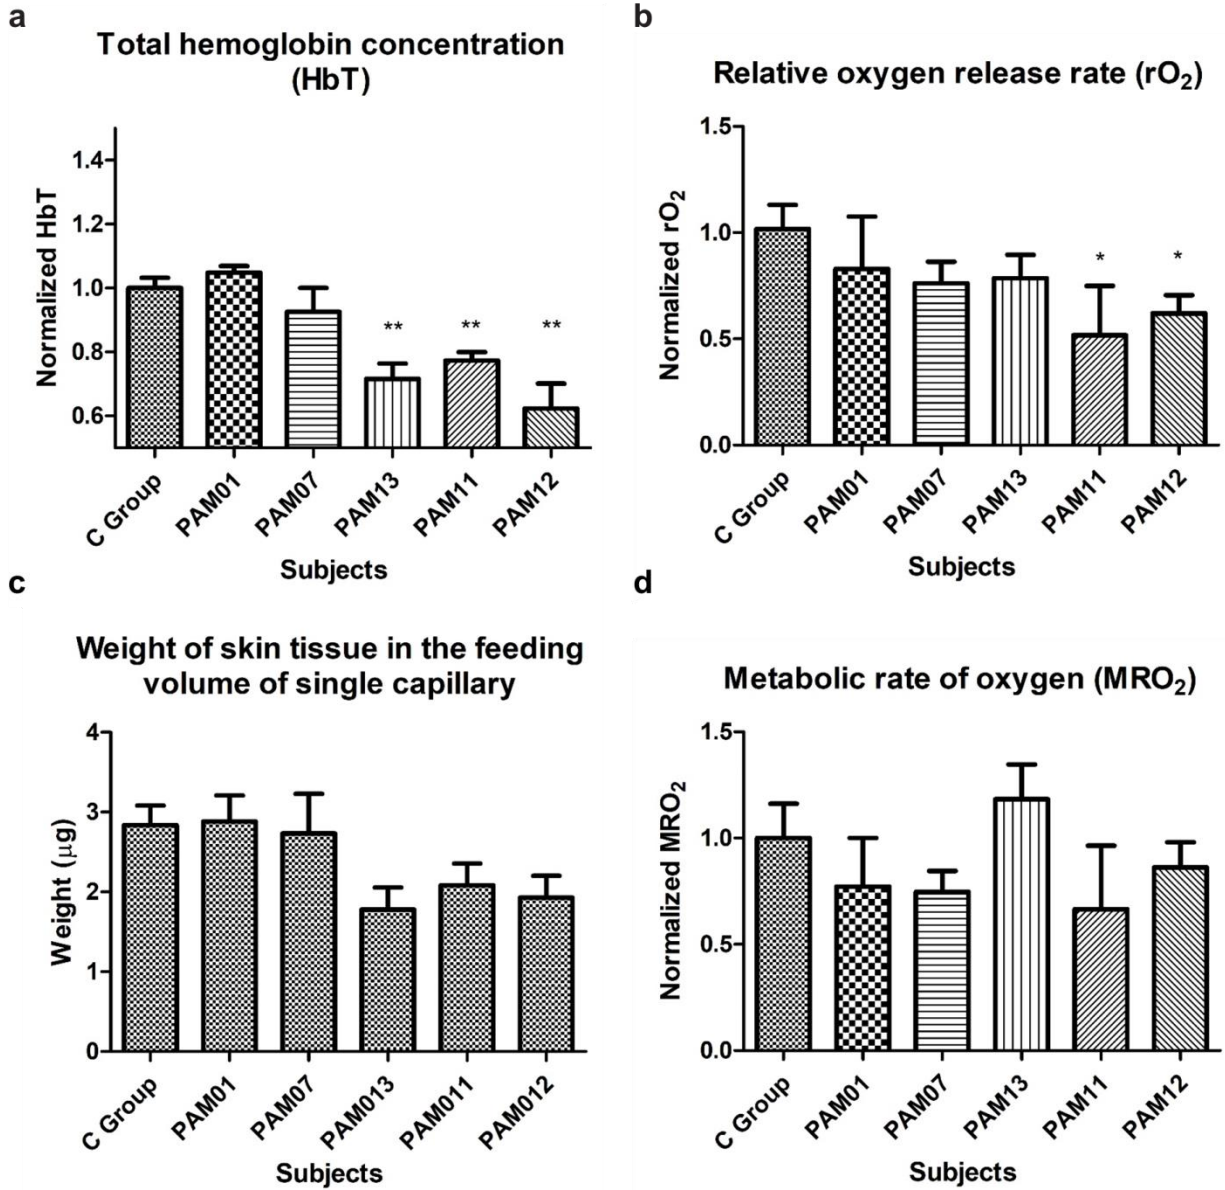 a
Total hemoglobin concentration
(HbT)
Normalized HbT
1.4
1.2
1.0
0.8
0.6
**
**
**
C Group
PAM01
PAM07
PAM13
PAM11
PAM12
Subjects
b
Relative oxygen release rate (rO₂)
Normalized rO₂
1.5
1.0
0.5
0.0
*
*
C Group
PAM01
PAM07
PAM13
PAM11
PAM12
Subjects
c
Weight of skin tissue in the feeding
volume of single capillary
Weight (μg)
4
3
2
1
0
C Group
PAM01
PAM07
PAM013
PAM011
PAM012
Subjects
d
Metabolic rate of oxygen (MRO₂)
Normalized MRO₂
1.5
1.0
0.5
0.0
C Group
PAM01
PAM07
PAM13
PAM11
PAM12
Subjects